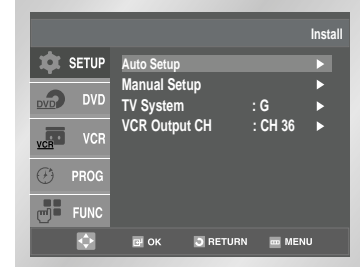 Install
SETUP
Auto Setup
Manual Setup
DVD DVD
TV System : G
VCR Output CH : CH 36
VCR VCR
PROG
FUNC
OK RETURN MENU